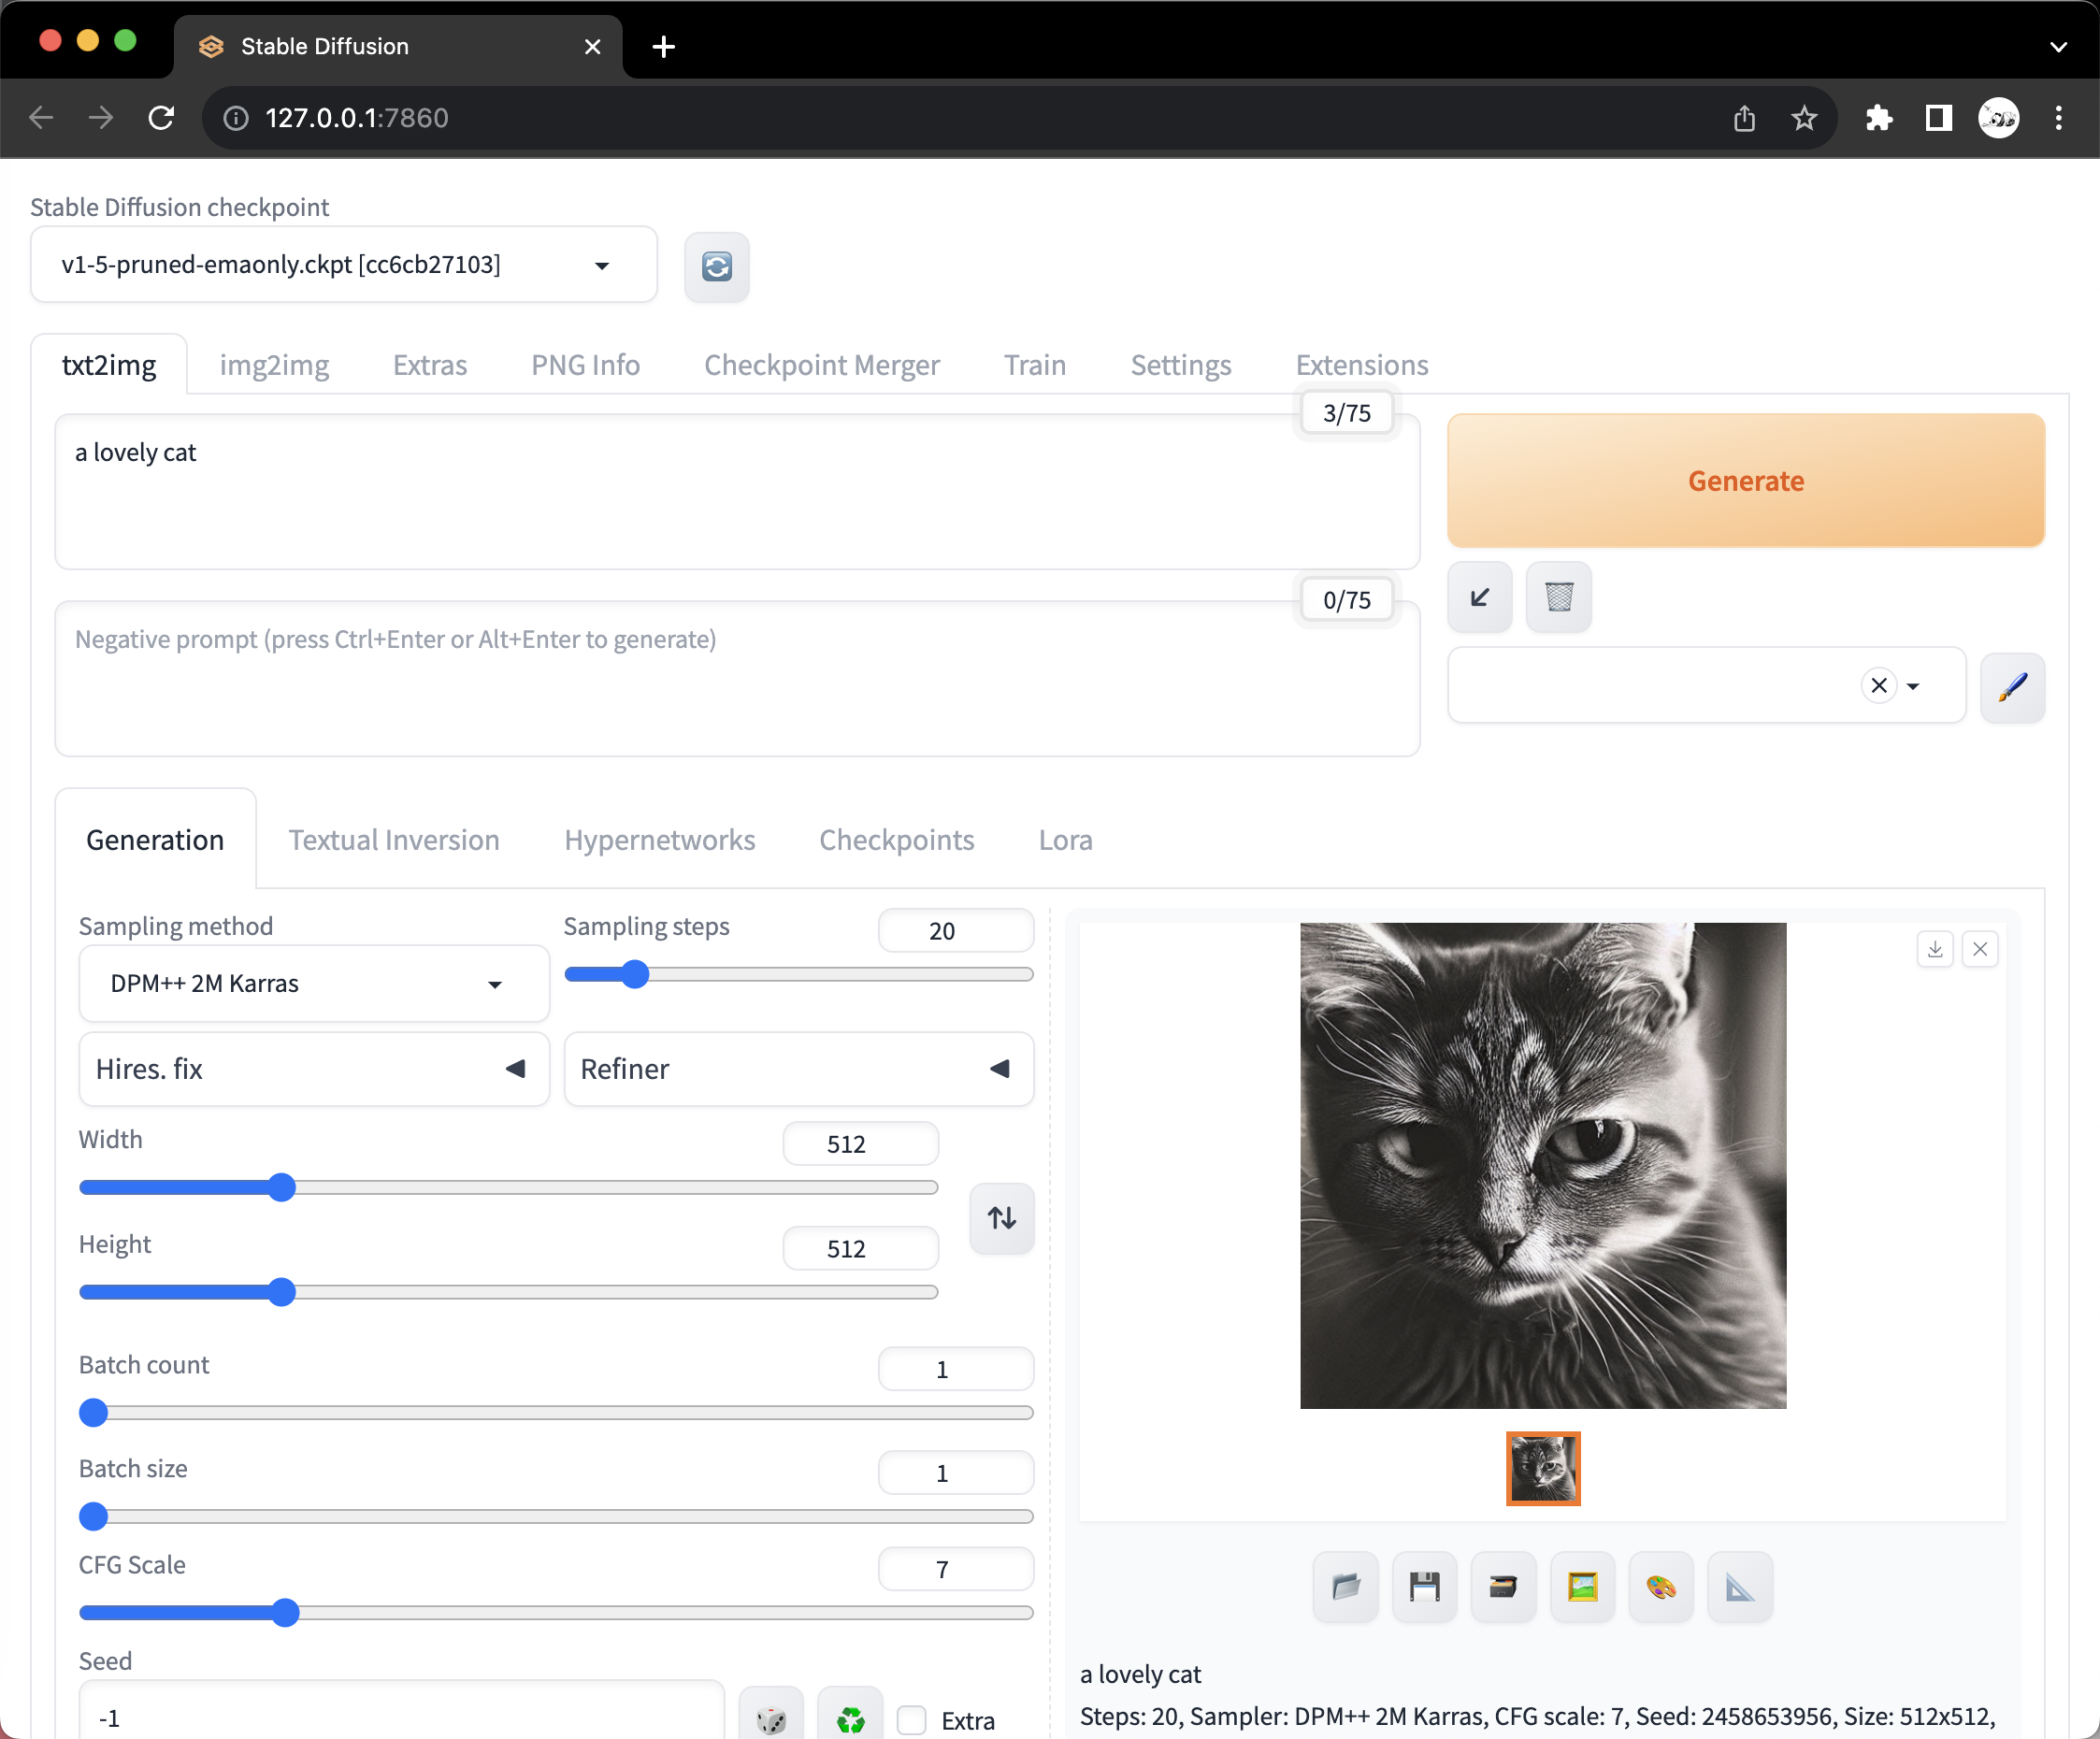 Stable Diffusion
127.0.0.1:7860
Stable Diffusion checkpoint
v1-5-pruned-emaonly.ckpt [cc6cb27103]
txt2img img2img Extras PNG Info Checkpoint Merger Train Settings Extensions
3/75
a lovely cat
Generate
0/75
Negative prompt (press Ctrl+Enter or Alt+Enter to generate)
Generation Textual Inversion Hypernetworks Checkpoints Lora
Sampling method
DPM++ 2M Karras
Sampling steps 20
Hires. fix
Refiner
Width 512
Height 512
Batch count 1
Batch size 1
CFG Scale 7
Seed
-1
Extra
a lovely cat
Steps: 20, Sampler: DPM++ 2M Karras, CFG scale: 7, Seed: 2458653956, Size: 512x512,